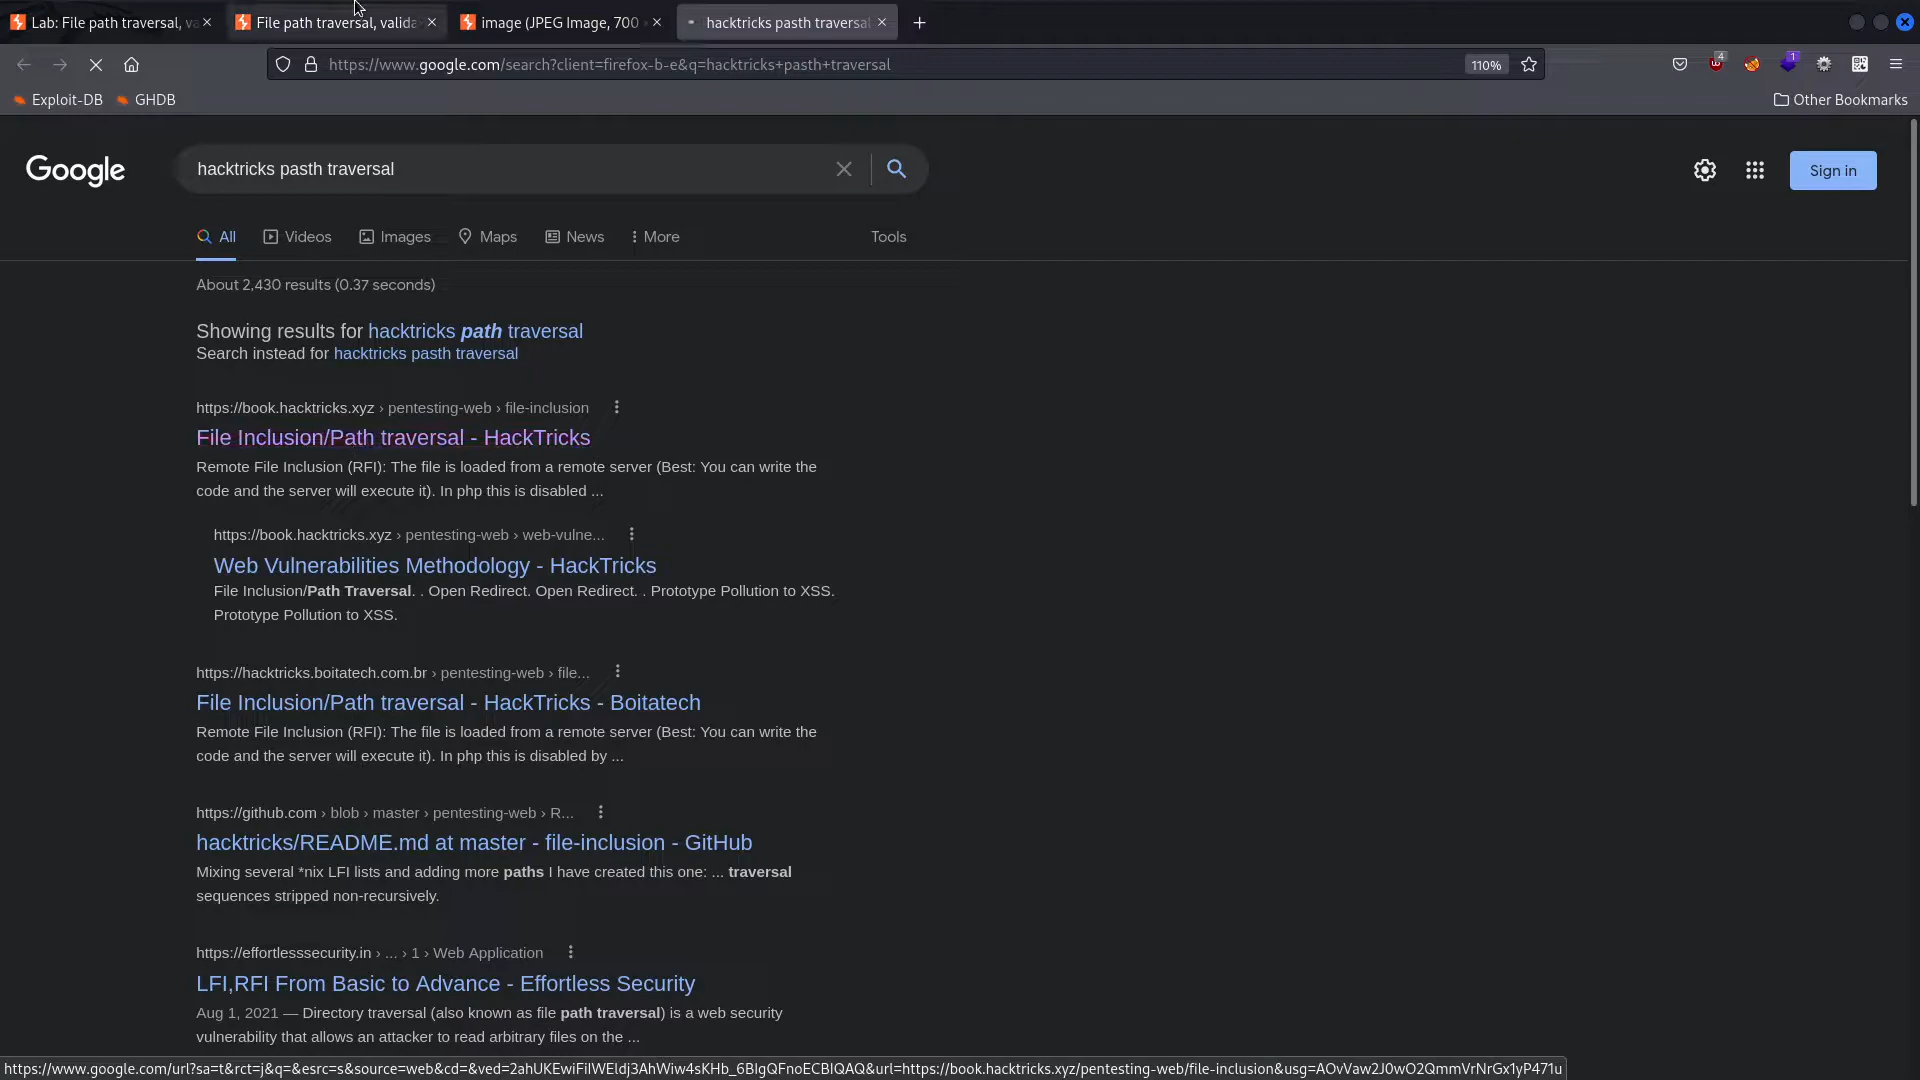 Lab: File path traversal, va
File path traversal, valida
image (JPEG Image, 700
hacktricks pasth traversal
https://www.google.com/search?client=firefox-b-e&q=hacktricks+pasth+traversal
110%
4
1
Exploit-DB
GHDB
Other Bookmarks
Google
hacktricks pasth traversal
Sign in
All
Videos
Images
Maps
News
More
Tools
About 2,430 results (0.37 seconds)
Showing results for hacktricks path traversal
Search instead for hacktricks pasth traversal
https://book.hacktricks.xyz › pentesting-web › file-inclusion
File Inclusion/Path traversal - HackTricks
Remote File Inclusion (RFI): The file is loaded from a remote server (Best: You can write the
code and the server will execute it). In php this is disabled ...
https://book.hacktricks.xyz › pentesting-web › web-vulne...
Web Vulnerabilities Methodology - HackTricks
File Inclusion/Path Traversal. . Open Redirect. Open Redirect. . Prototype Pollution to XSS.
Prototype Pollution to XSS.
https://hacktricks.boitatech.com.br › pentesting-web › file...
File Inclusion/Path traversal - HackTricks - Boitatech
Remote File Inclusion (RFI): The file is loaded from a remote server (Best: You can write the
code and the server will execute it). In php this is disabled by ...
https://github.com › blob › master › pentesting-web › R...
hacktricks/README.md at master - file-inclusion - GitHub
Mixing several *nix LFI lists and adding more paths I have created this one: ... traversal
sequences stripped non-recursively.
https://effortlesssecurity.in › ... › 1 › Web Application
LFI,RFI From Basic to Advance - Effortless Security
Aug 1, 2021 — Directory traversal (also known as file path traversal) is a web security
vulnerability that allows an attacker to read arbitrary files on the ...
https://www.google.com/url?sa=t&rct=j&q=&esrc=s&source=web&cd=&ved=2ahUKEwiFiIWEldj3AhWiw4sKHb_6BIgQFnoECBIQAQ&url=https://book.hacktricks.xyz/pentesting-web/file-inclusion&usg=AOvVaw2J0wO2QmmVrNrGx1yP471u